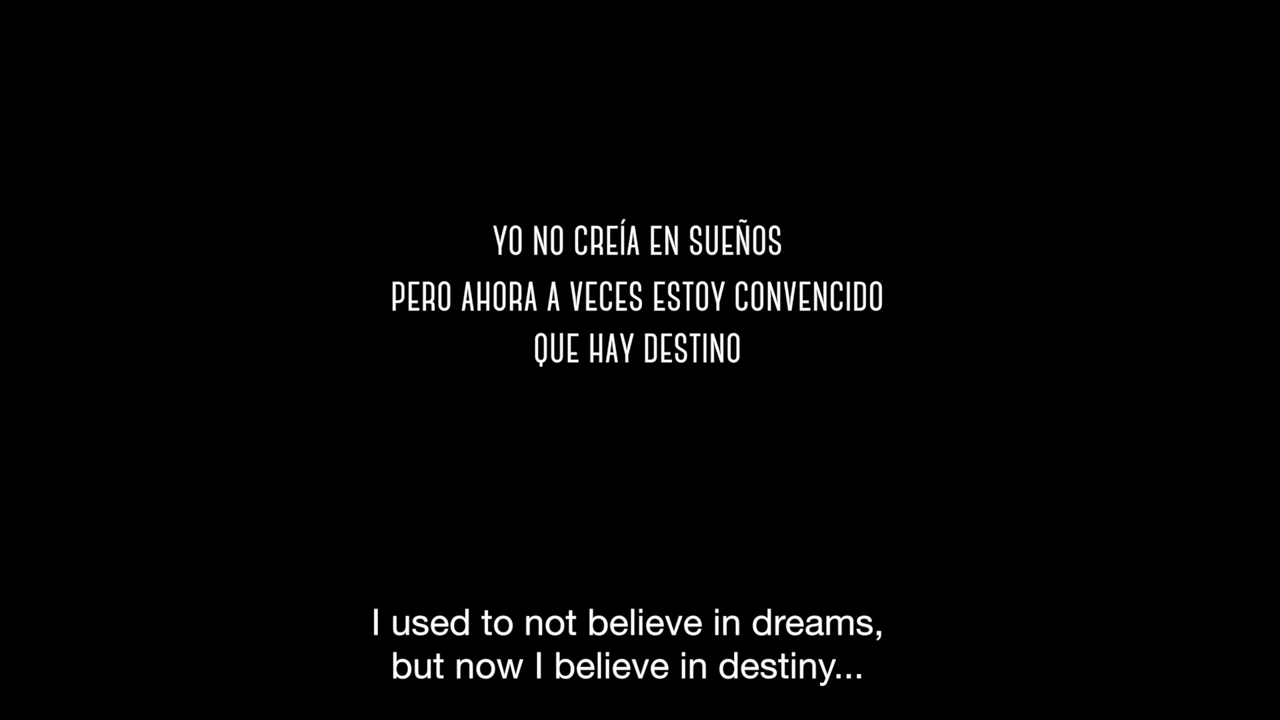 YO NO CREÍA EN SUEÑOS
PERO AHORA A VECES ESTOY CONVENCIDO
QUE HAY DESTINO
I used to not believe in dreams,
but now I believe in destiny...